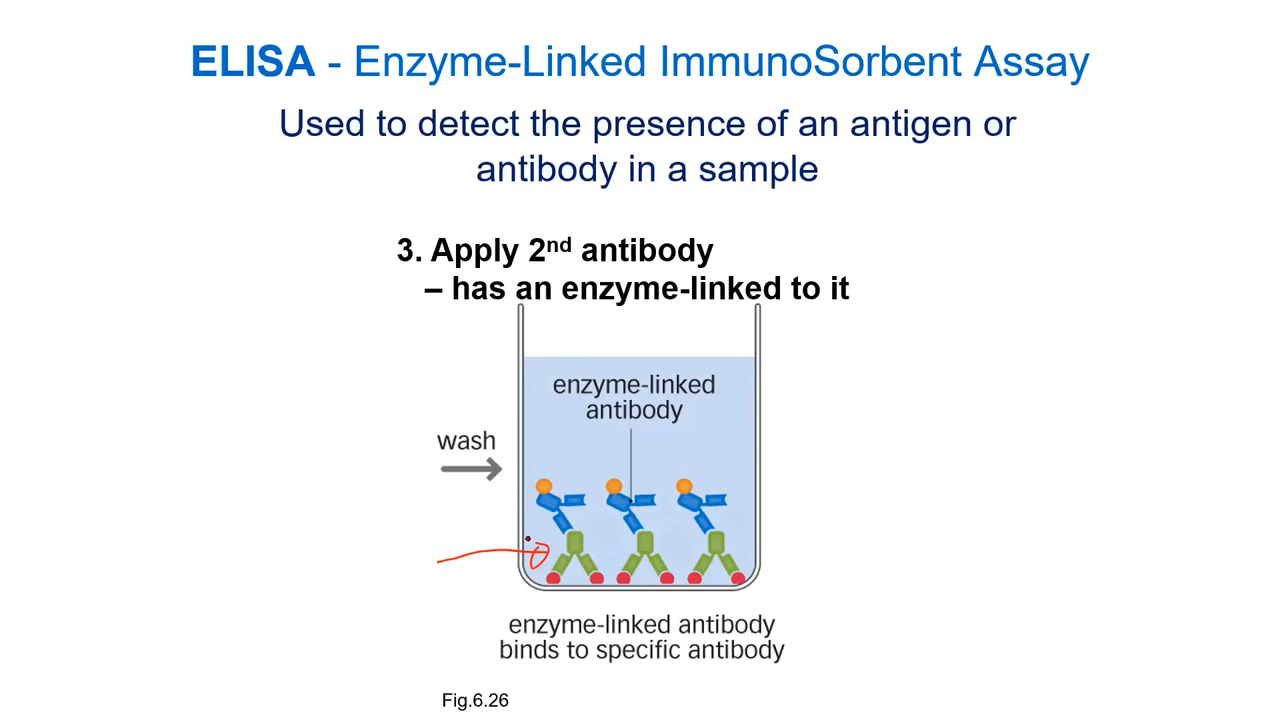 ELISA - Enzyme-Linked ImmunoSorbent Assay
Used to detect the presence of an antigen or
antibody in a sample
3. Apply 2nd antibody
– has an enzyme-linked to it
enzyme-linked
antibody
wash
enzyme-linked antibody
binds to specific antibody
Fig.6.26